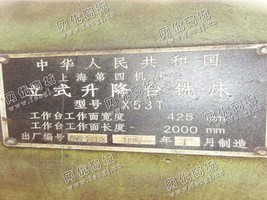 中华人民共和国
上海第四机床
立式升降台铣床
型号 X53T
工作台工作面宽度 425 mm
工作台工作面长度 2000 mm
出厂编号 年 月制造